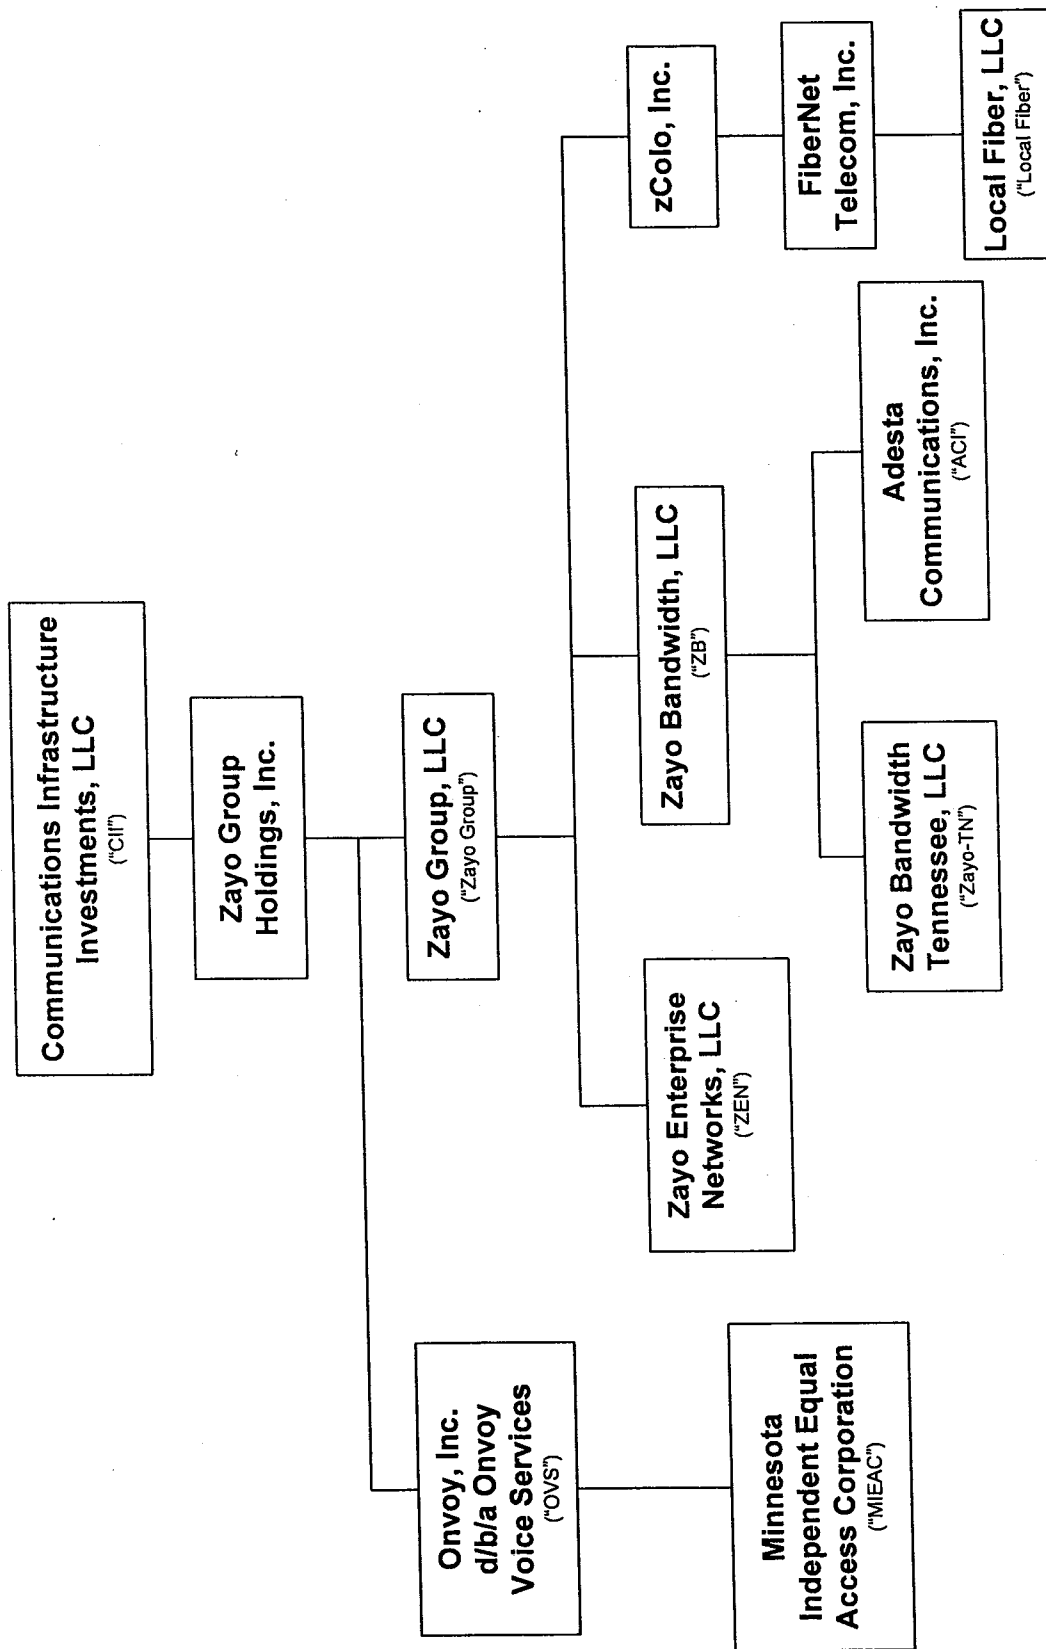 Communications Infrastructure
Investments, LLC
("CII")
Zayo Group
Holdings, Inc.
Onvoy, Inc.
d/b/a Onvoy
Voice Services
("OVS")
Zayo Group, LLC
("Zayo Group")
Minnesota
Independent Equal
Access Corporation
("MIEAC")
Zayo Enterprise
Networks, LLC
("ZEN")
Zayo Bandwidth, LLC
("ZB")
zColo, Inc.
Zayo Bandwidth
Tennessee, LLC
("Zayo-TN")
Adesta
Communications, Inc.
("ACI")
FiberNet
Telecom, Inc.
Local Fiber, LLC
("Local Fiber")